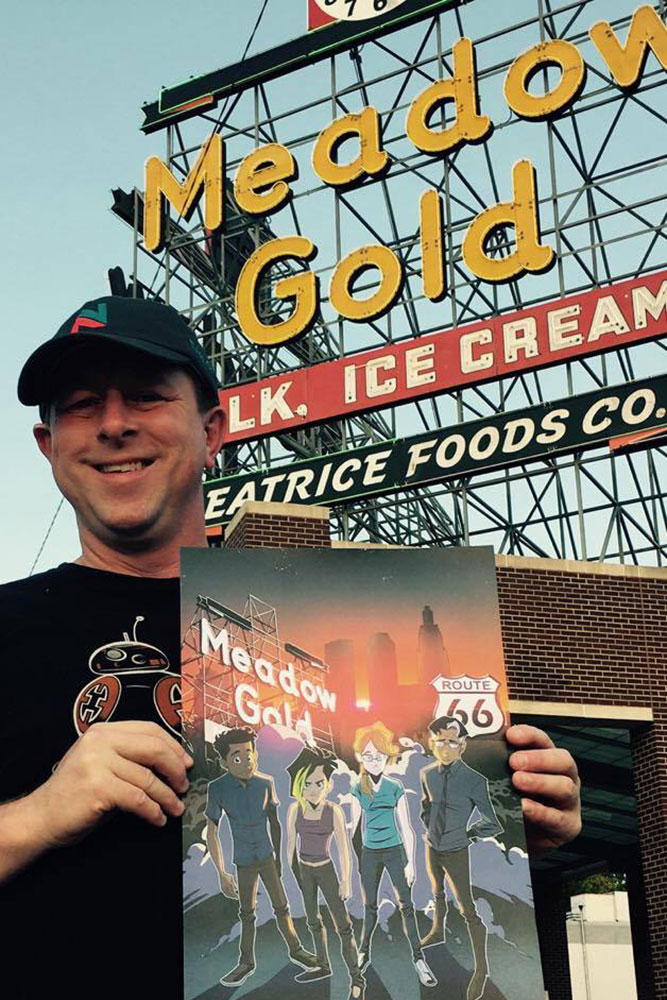 Meadow
Gold
LK, ICE CREAM
EATRICE FOODS CO.
Meadow
Gold
ROUTE
66